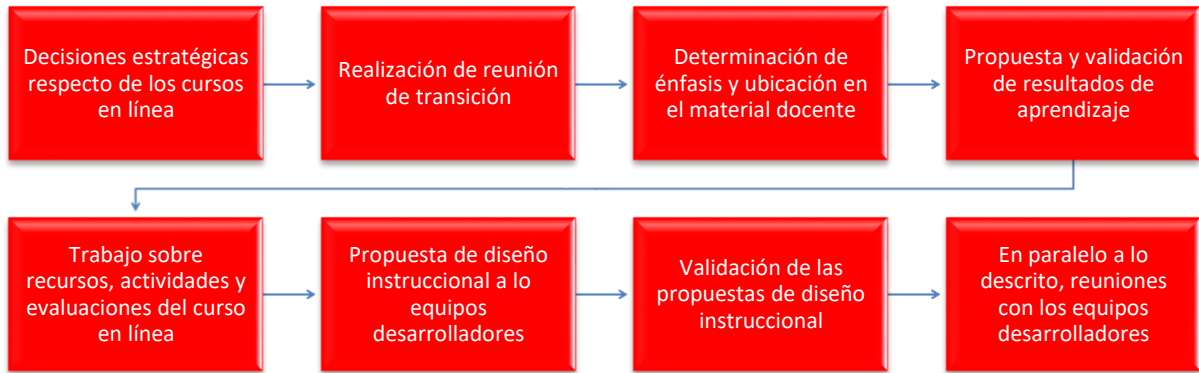 Decisiones estratégicas
respecto de los cursos
en línea
Realización de reunión
de transición
Determinación de
énfasis y ubicación en
el material docente
Propuesta y validación
de resultados de
aprendizaje
Trabajo sobre
recursos, actividades y
evaluaciones del curso
en línea
Propuesta de diseño
instruccional a lo
equipos
desarrolladores
Validación de las
propuestas de diseño
instruccional
En paralelo a lo
descrito, reuniones
con los equipos
desarrolladores